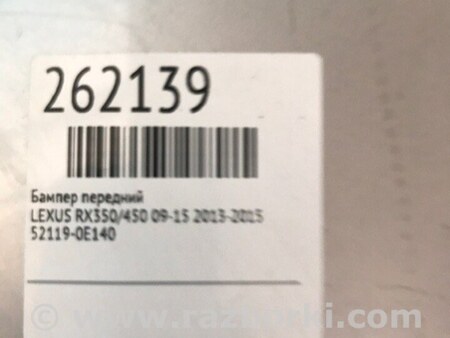 262139
Бампер передний
LEXUS RX350/450 09-15 2013-2015
52119-0E140
© www.razborki.com